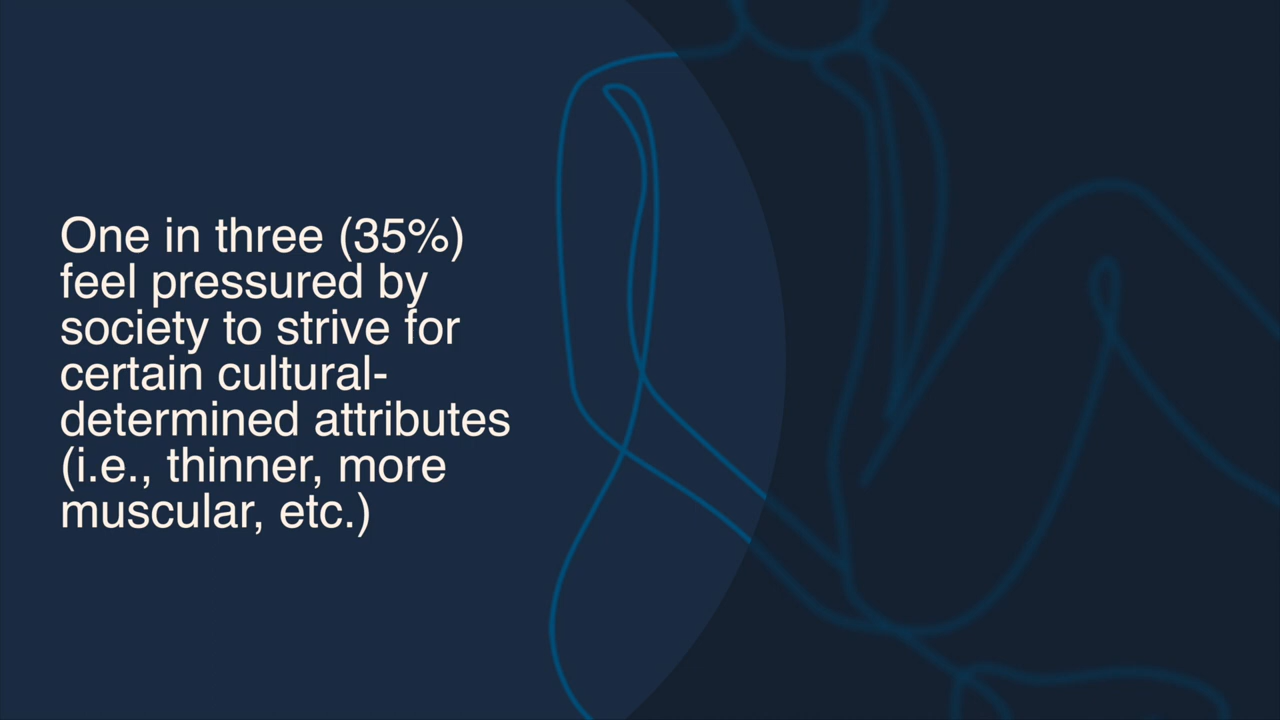 One in three (35%)
feel pressured by
society to strive for
certain cultural-
determined attributes
(i.e., thinner, more
muscular, etc.)